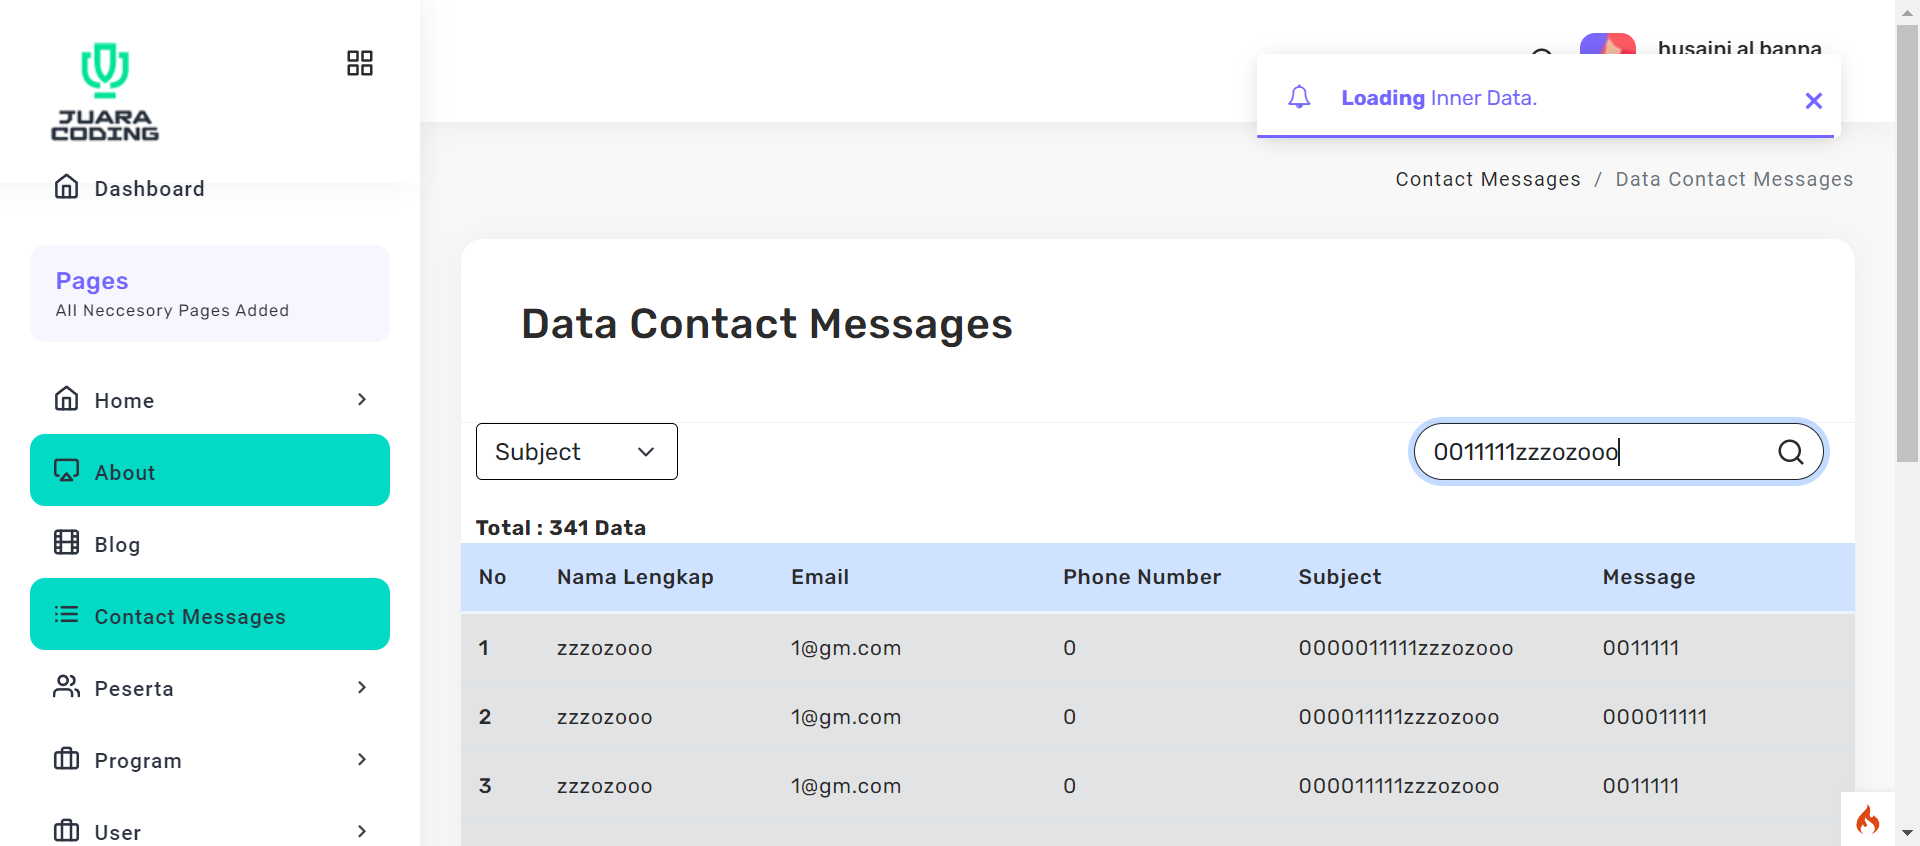 JUARA
CODING
husaini al banna
Loading Inner Data.
Contact Messages / Data Contact Messages
Dashboard
Pages
All Neccesory Pages Added
Home
About
Blog
Contact Messages
Peserta
Program
User
Data Contact Messages
Subject
0011111zzzozooo
Total : 341 Data
No Nama Lengkap Email Phone Number Subject Message
1 zzzozooo 1@gm.com 0 0000011111zzzozooo 0011111
2 zzzozooo 1@gm.com 0 000011111zzzozooo 000011111
3 zzzozooo 1@gm.com 0 000011111zzzozooo 0011111